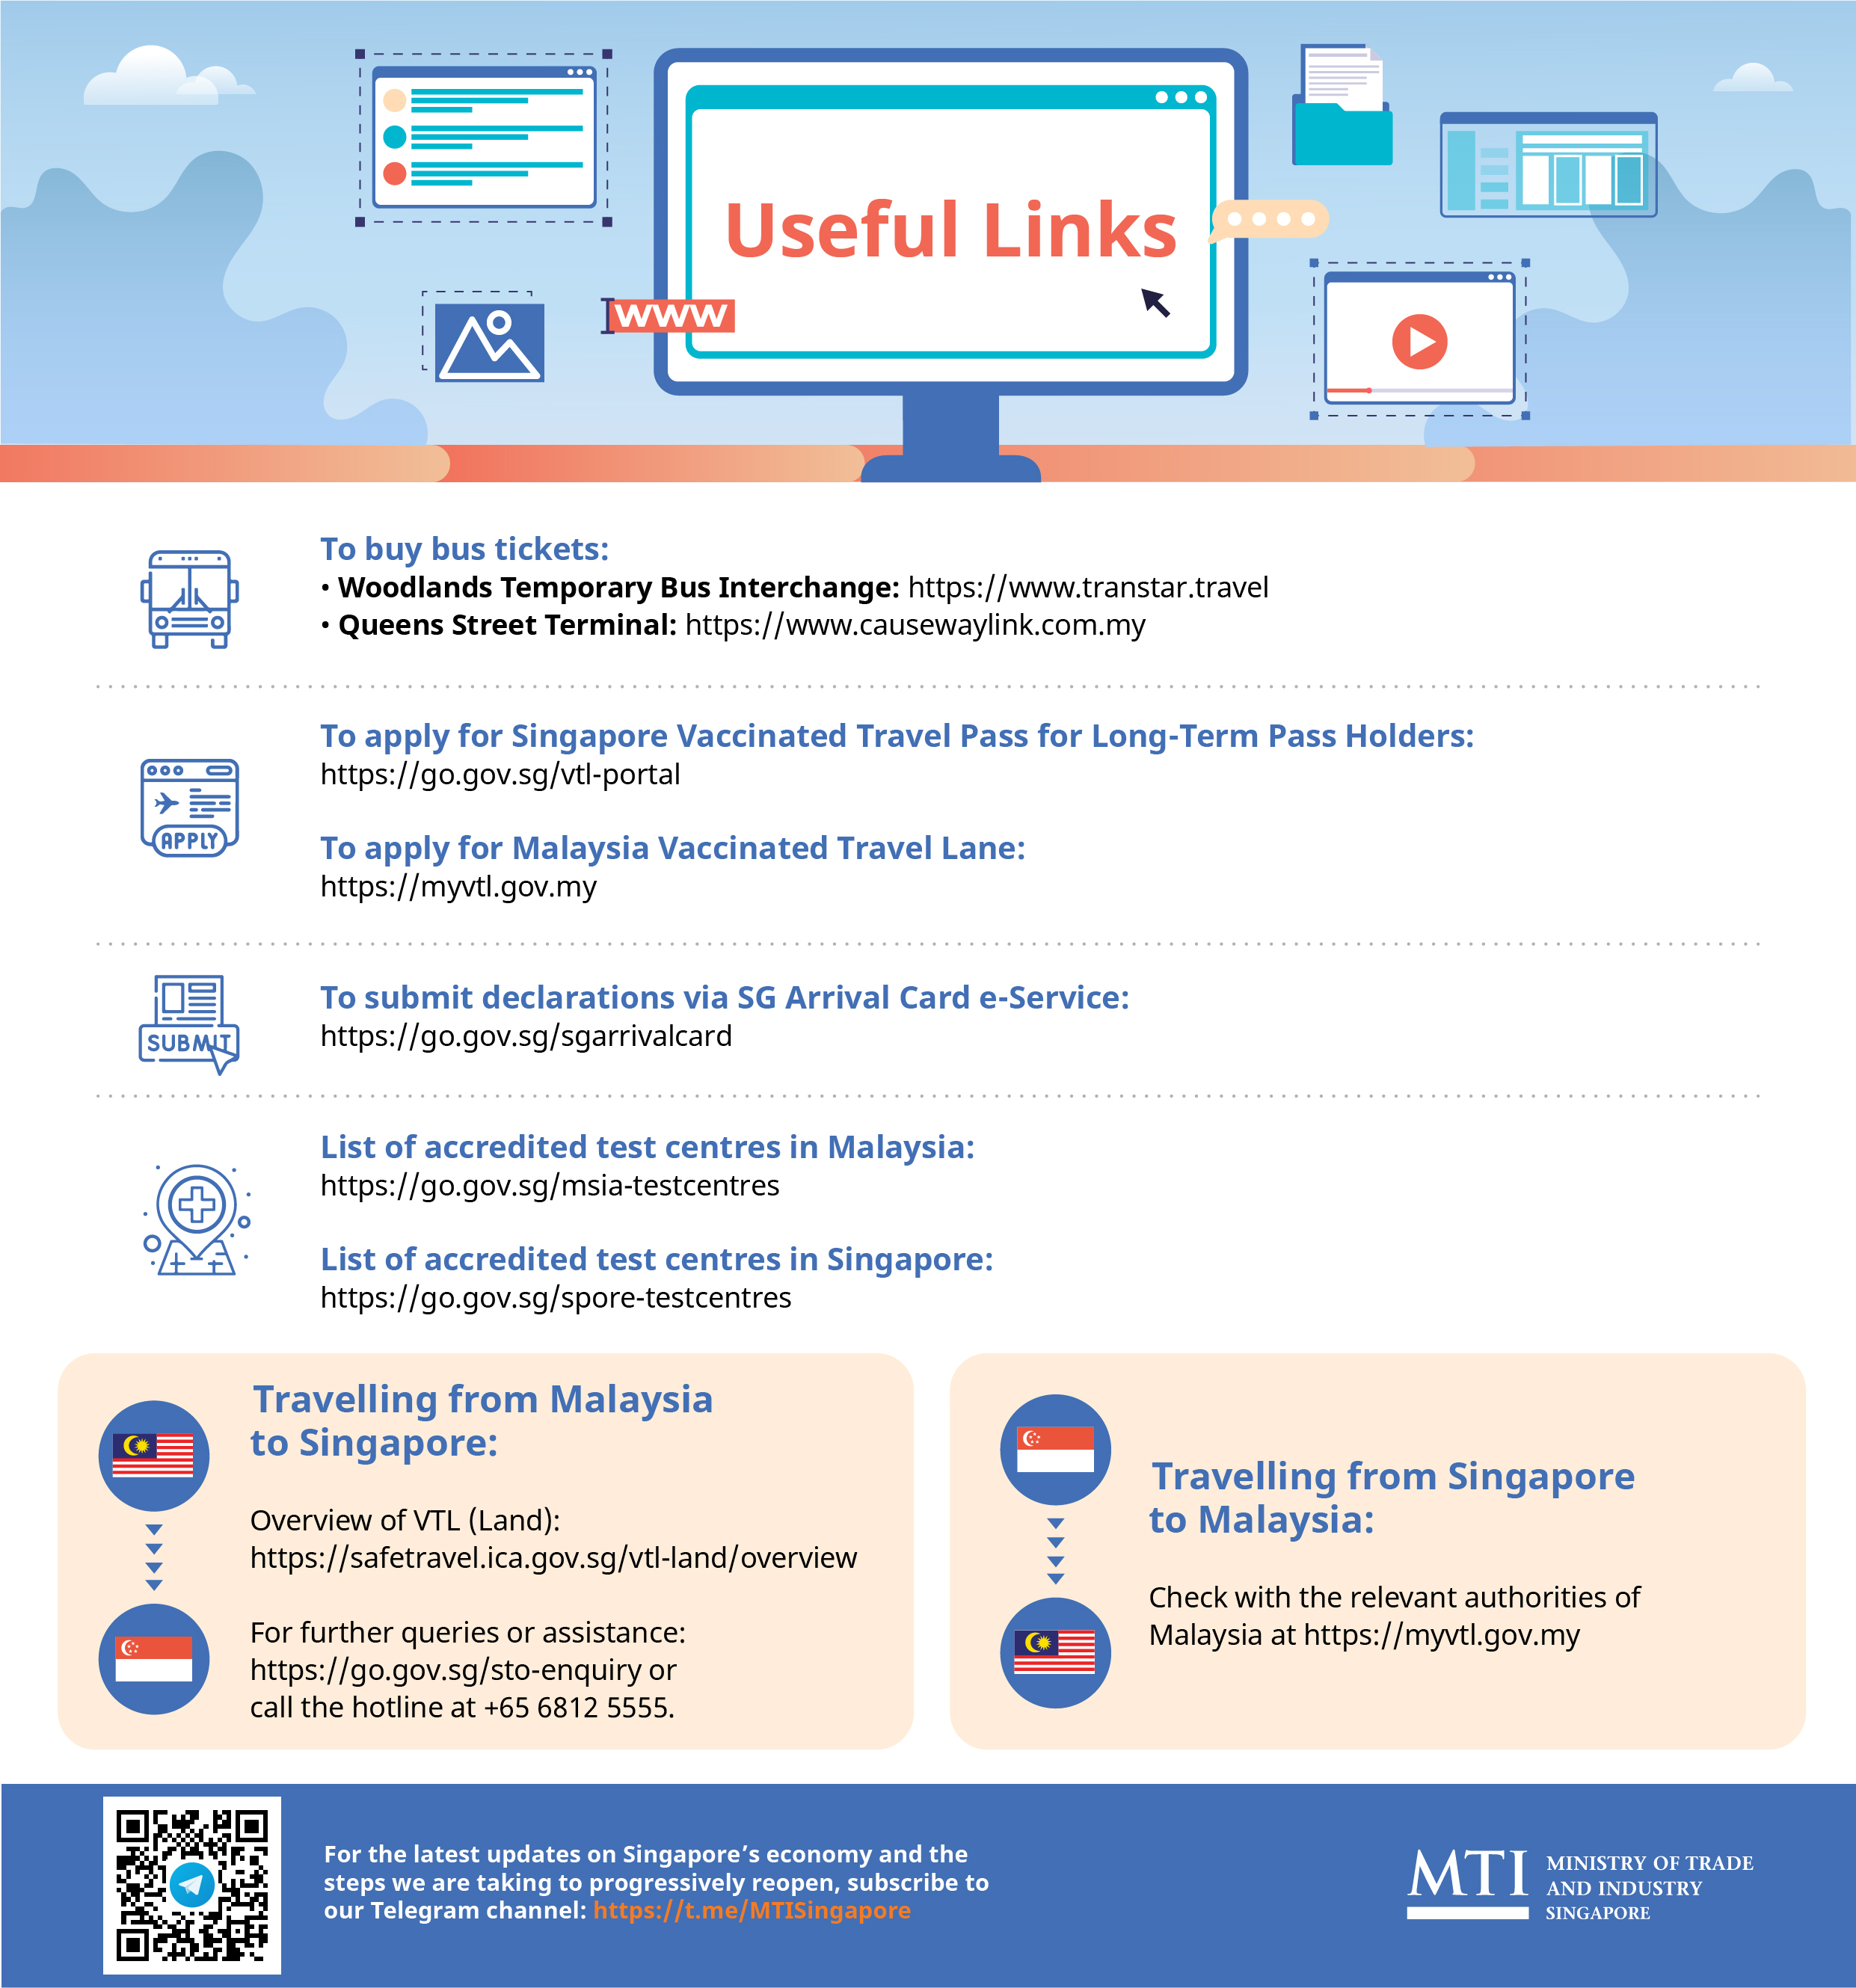 Useful Links
www
To buy bus tickets:
• Woodlands Temporary Bus Interchange: https://www.transtar.travel
• Queens Street Terminal: https://www.causewaylink.com.my
APPLY
To apply for Singapore Vaccinated Travel Pass for Long-Term Pass Holders:
https://go.gov.sg/vtl-portal
To apply for Malaysia Vaccinated Travel Lane:
https://myvtl.gov.my
SUBMIT
To submit declarations via SG Arrival Card e-Service:
https://go.gov.sg/sgarrivalcard
List of accredited test centres in Malaysia:
https://go.gov.sg/msia-testcentres
List of accredited test centres in Singapore:
https://go.gov.sg/spore-testcentres
Travelling from Malaysia
to Singapore:
Overview of VTL (Land):
https://safetravel.ica.gov.sg/vtl-land/overview
For further queries or assistance:
https://go.gov.sg/sto-enquiry or
call the hotline at +65 6812 5555.
Travelling from Singapore
to Malaysia:
Check with the relevant authorities of
Malaysia at https://myvtl.gov.my
For the latest updates on Singapore’s economy and the
steps we are taking to progressively reopen, subscribe to
our Telegram channel: https://t.me/MTISingapore
MTI
MINISTRY OF TRADE
AND INDUSTRY
SINGAPORE